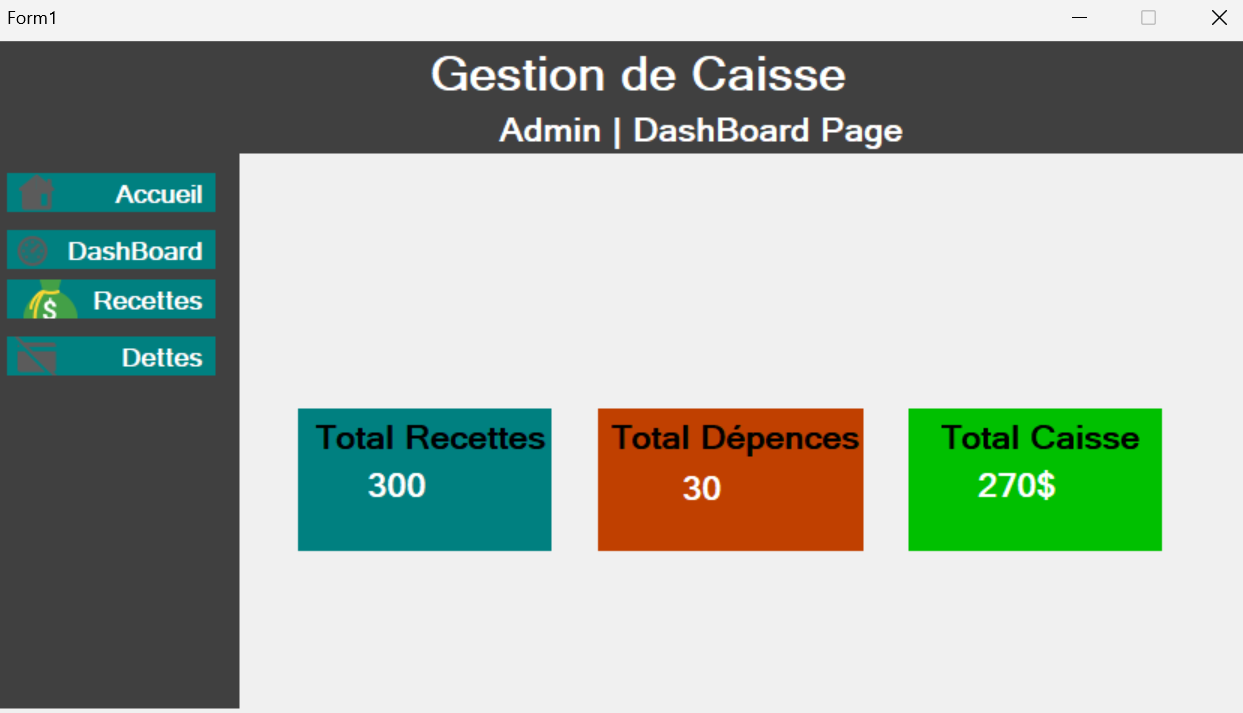 Form1
Gestion de Caisse
Admin | DashBoard Page
Accueil
DashBoard
$ Recettes
Dettes
Total Recettes
300
Total Dépences
30
Total Caisse
270$